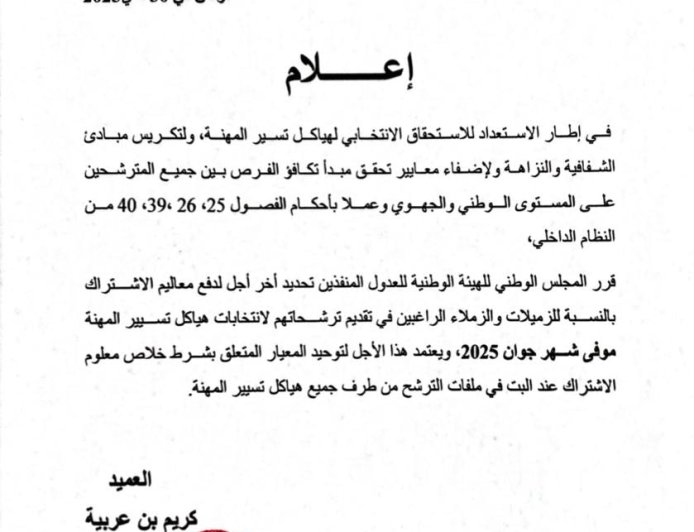 إعـــــلام
في إطار الاستعداد للاستحقاق الانتخابي لهياكل تسير المهنة، ولتكريس مبادئ
الشفافية والنزاهة ولإضفاء معايير تحقق مبدأ تكافؤ الفرص بين جميع المترشحين
على المستوى الوطني والجهوي وعملا بأحكام الفصول 25، 26 ،39، 40 من
النظام الداخلي،
قرر المجلس الوطني للهيئة الوطنية للعدول المنفذين تحديد أخر أجل لدفع معاليم الاشتراك
بالنسبة للزميلات والزملاء الراغبين في تقديم ترشحاتهم لانتخابات هياكل تسيير المهنة
موفى شهر جوان 2025، ويعتمد هذا الأجل لتوحيد المعيار المتعلق بشرط خلاص معلوم
الاشتراك عند البت في ملفات الترشح من طرف جميع هياكل تسيير المهنة.
العميد
كريم بن عربية